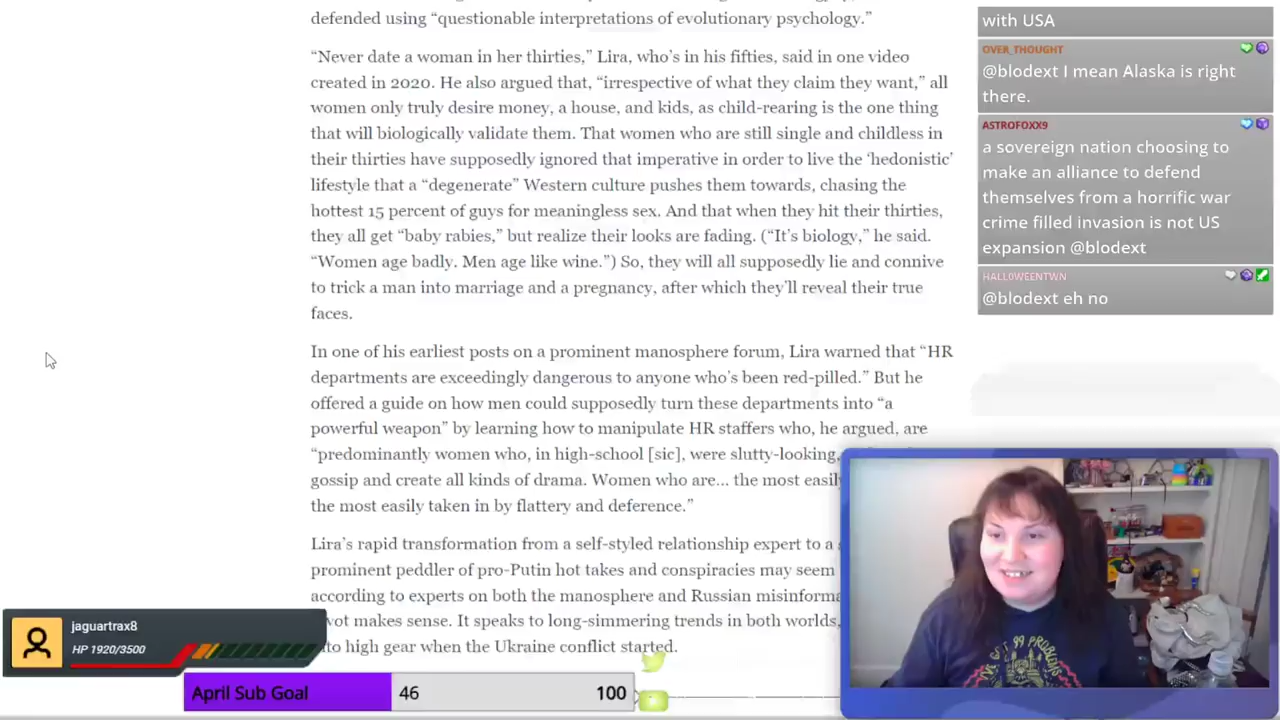 defended using “questionable interpretations of evolutionary psychology.”
“Never date a woman in her thirties,” Lira, who’s in his fifties, said in one video
created in 2020. He also argued that, “irrespective of what they claim they want,” all
women only truly desire money, a house, and kids, as child-rearing is the one thing
that will biologically validate them. That women who are still single and childless in
their thirties have supposedly ignored that imperative in order to live the ‘hedonistic’
lifestyle that a “degenerate” Western culture pushes them towards, chasing the
hottest 15 percent of guys for meaningless sex. And that when they hit their thirties,
they all get “baby rabies,” but realize their looks are fading. (“It’s biology,” he said.
“Women age badly. Men age like wine.”) So, they will all supposedly lie and connive
to trick a man into marriage and a pregnancy, after which they’ll reveal their true
faces.
In one of his earliest posts on a prominent manosphere forum, Lira warned that “HR
departments are exceedingly dangerous to anyone who’s been red-pilled.” But he
offered a guide on how men could supposedly turn these departments into “a
powerful weapon” by learning how to manipulate HR staffers who, he argued, are
“predominantly women who, in high-school [sic], were slutty-looking,
gossip and create all kinds of drama. Women who are… the most easily
the most easily taken in by flattery and deference.”
Lira’s rapid transformation from a self-styled relationship expert to a
prominent peddler of pro-Putin hot takes and conspiracies may seem
according to experts on both the manosphere and Russian misinforma
makes sense. It speaks to long-simmering trends in both worlds,
high gear when the Ukraine conflict started.
with USA
OVER_THOUGHT
@blodext I mean Alaska is right
there.
ASTROFOXX9
a sovereign nation choosing to
make an alliance to defend
themselves from a horrific war
crime filled invasion is not US
expansion @blodext
HALL0WEENTWN
@blodext eh no
jaguartrax8
HP 1920/3500
April Sub Goal 46 100
99 PROBLEMS